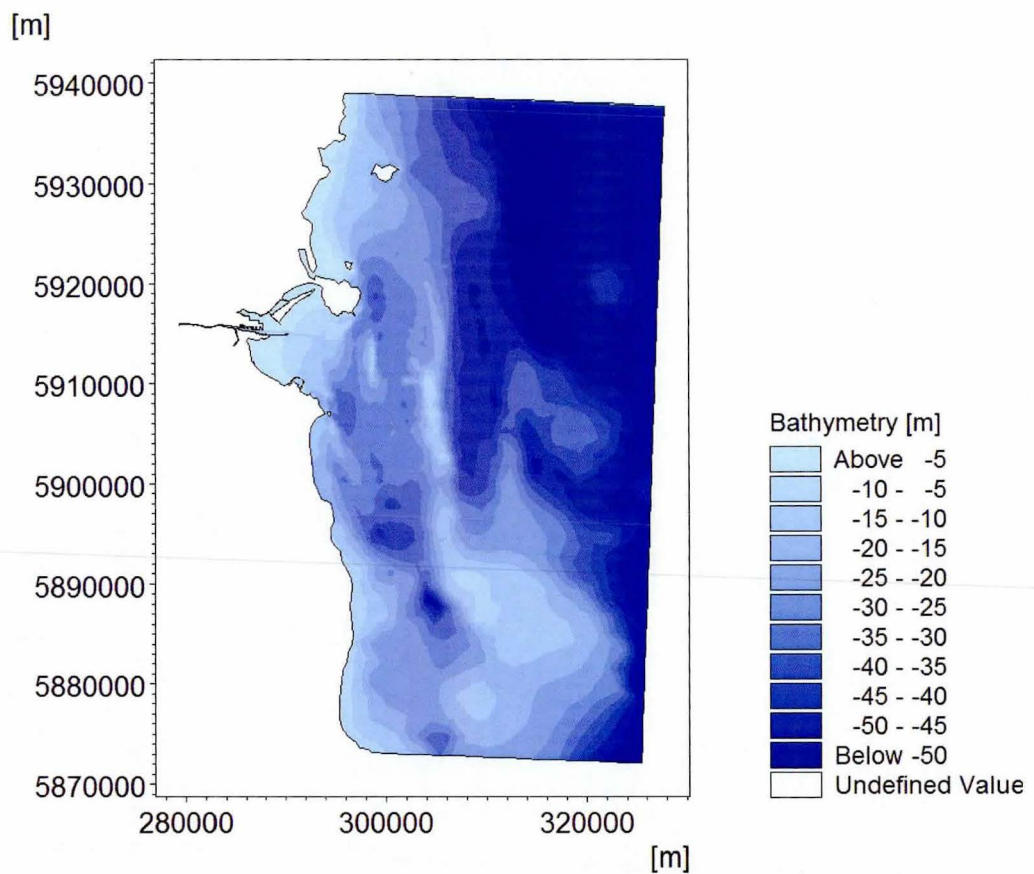 [m]
5940000
5930000
5920000
5910000
5900000
5890000
5880000
5870000
280000 300000 320000
[m]
Bathymetry [m]
Above -5
-10 - -5
-15 - -10
-20 - -15
-25 - -20
-30 - -25
-35 - -30
-40 - -35
-45 - -40
-50 - -45
Below -50
Undefined Value